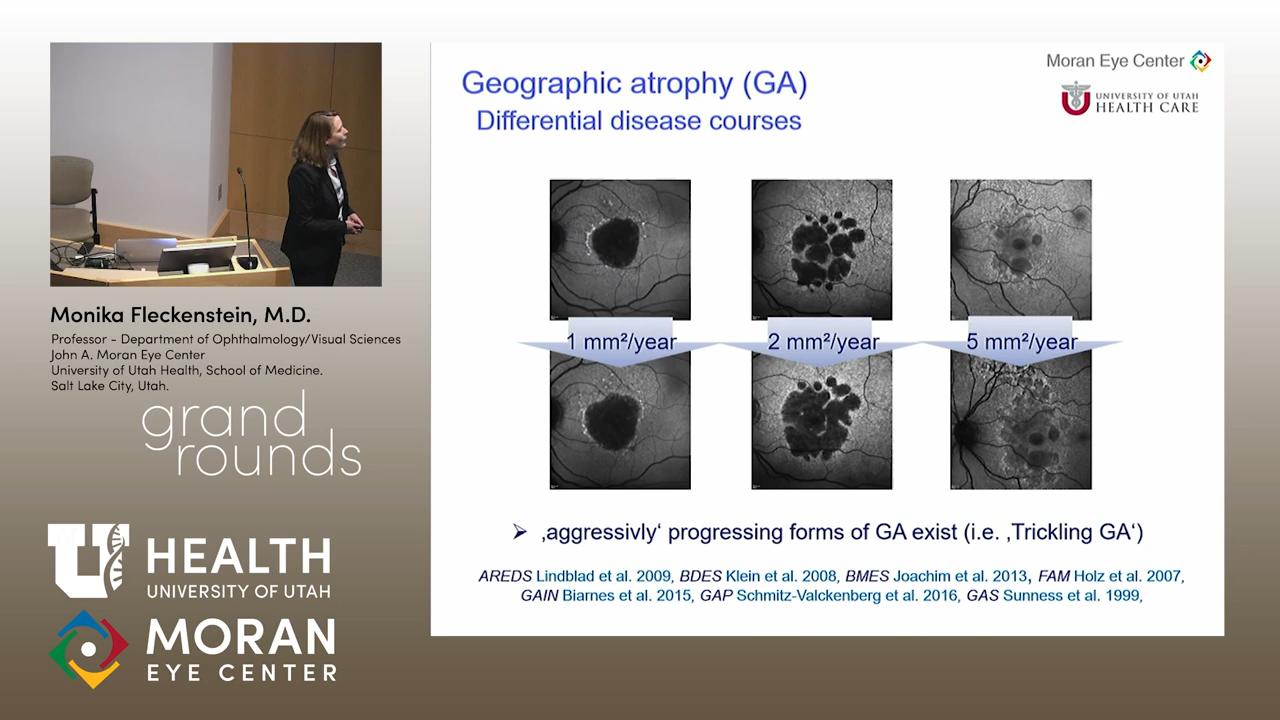 Geographic atrophy (GA)
Differential disease courses
Moran Eye Center
UNIVERSITY OF UTAH
HEALTH CARE
1 mm²/year
2 mm²/year
5 mm²/year
➢ ‚aggressivly‘ progressing forms of GA exist (i.e. ‚Trickling GA‘)
AREDS Lindblad et al. 2009, BDES Klein et al. 2008, BMES Joachim et al. 2013, FAM Holz et al. 2007,
GAIN Biarnes et al. 2015, GAP Schmitz-Valckenberg et al. 2016, GAS Sunness et al. 1999,
Monika Fleckenstein, M.D.
Professor - Department of Ophthalmology/Visual Sciences
John A. Moran Eye Center
University of Utah Health, School of Medicine.
Salt Lake City, Utah.
grand
rounds
U HEALTH
UNIVERSITY OF UTAH
MORAN
EYE CENTER